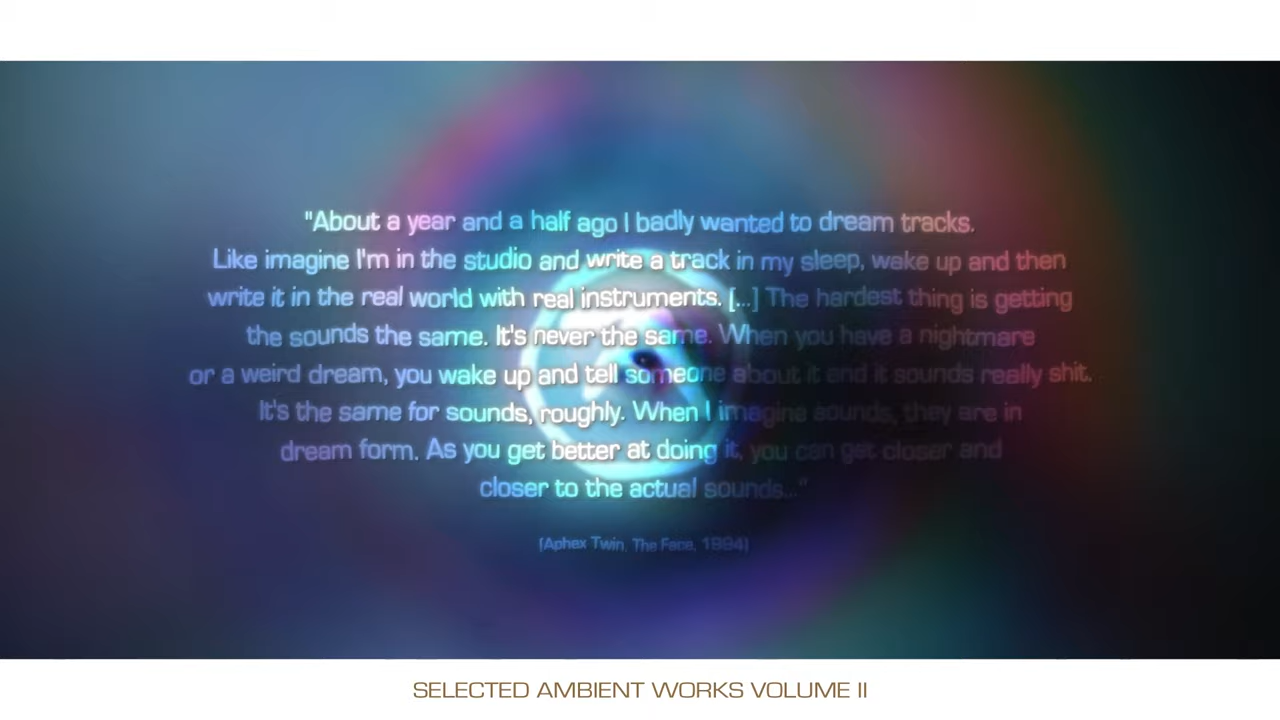 "About a year and a half ago I badly wanted to dream tracks.
Like imagine I'm in the studio and write a track in my sleep, wake up and then
write it in the real world with real instruments. [...] The hardest thing is getting
the sounds the same. It's never the same. When you have a nightmare
or a weird dream, you wake up and tell someone about it and it sounds really shit.
It's the same for sounds, roughly. When I imagine sounds, they are in
dream form. As you get better at doing it, you can get closer and
closer to the actual sounds..."
(Aphex Twin, The Face, 1994)
SELECTED AMBIENT WORKS VOLUME II